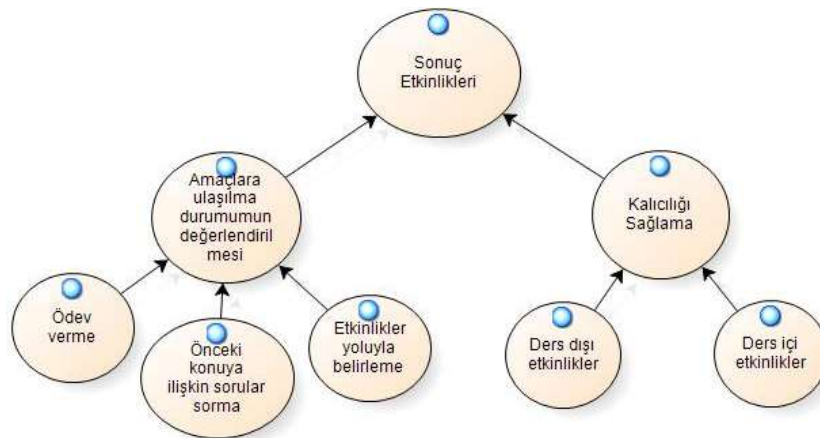 Sonuç
Etkinlikleri
Amaçlara
ulaşılma
durumumun
değerlendiril
mesi
Kalıcılığı
Sağlama
Ödev
verme
Önceki
konuya
ilişkin sorular
sorma
Etkinlikler
yoluyla
belirleme
Ders dışı
etkinlikler
Ders içi
etkinlikler